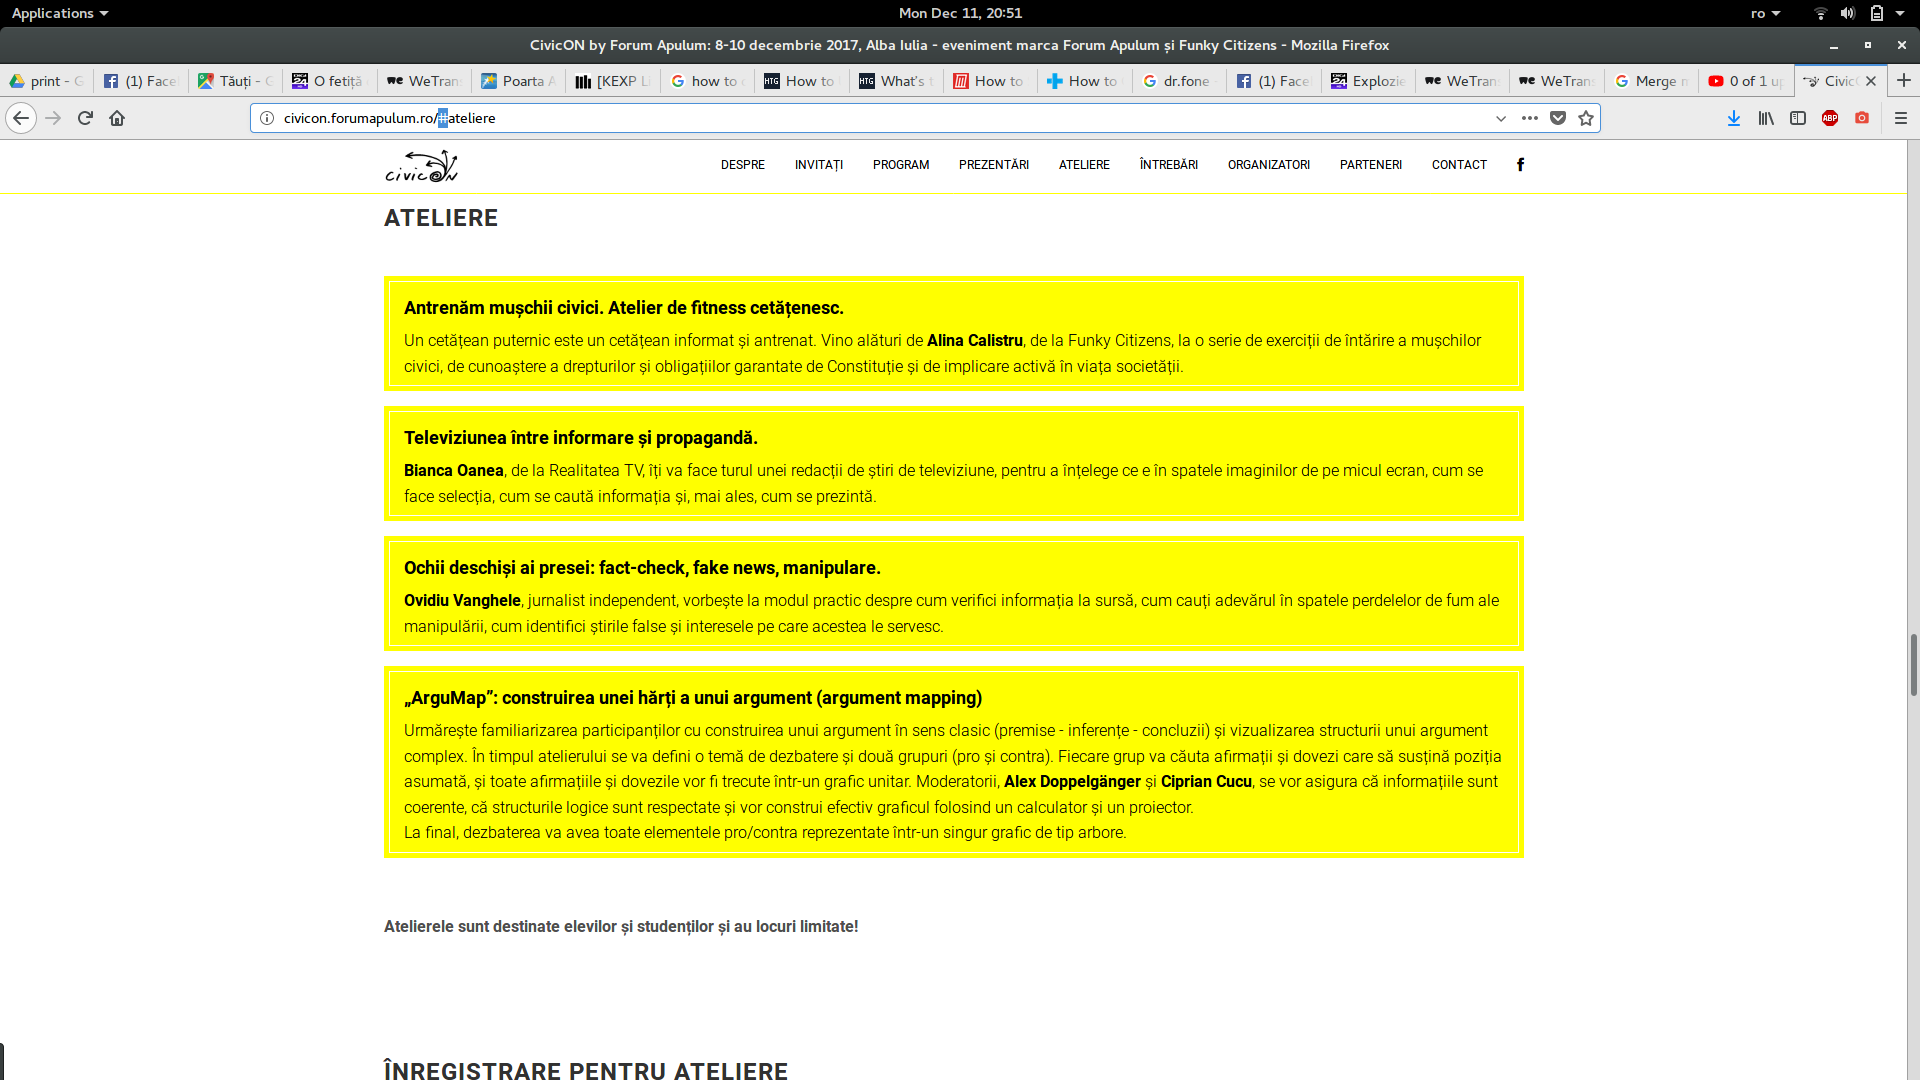 Applications
Mon Dec 11, 20:51
ro
CivicON by Forum Apulum: 8-10 decembrie 2017, Alba Iulia - eveniment marca Forum Apulum și Funky Citizens - Mozilla Firefox
print - G
(1) Face
Tăuți - G
O fetiță
WeTran
Poarta A
[KEXP Li
how to c
How to
What's t
How to
How to
dr.fone
(1) Face
Explozie
WeTrans
WeTrans
Merge m
0 of 1 up
Civic
civicon.forumapulum.ro/#ateliere
ABP
civicON
DESPRE
INVITAȚI
PROGRAM
PREZENTĂRI
ATELIERE
ÎNTREBĂRI
ORGANIZATORI
PARTENERI
CONTACT
ATELIERE
Antrenăm mușchii civici. Atelier de fitness cetățenesc.
Un cetățean puternic este un cetățean informat și antrenat. Vino alături de Alina Calistru, de la Funky Citizens, la o serie de exerciții de întărire a mușchilor
civici, de cunoaștere a drepturilor și obligațiilor garantate de Constituție și de implicare activă în viața societății.
Televiziunea între informare și propagandă.
Bianca Oanea, de la Realitatea TV, îți va face turul unei redacții de știri de televiziune, pentru a înțelege ce e în spatele imaginilor de pe micul ecran, cum se
face selecția, cum se caută informația și, mai ales, cum se prezintă.
Ochii deschiși ai presei: fact-check, fake news, manipulare.
Ovidiu Vanghele, jurnalist independent, vorbește la modul practic despre cum verifici informația la sursă, cum cauți adevărul în spatele perdelelor de fum ale
manipulării, cum identifici știrile false și interesele pe care acestea le servesc.
„ArguMap”: construirea unei hărți a unui argument (argument mapping)
Urmărește familiarizarea participanților cu construirea unui argument în sens clasic (premise - inferențe - concluzii) și vizualizarea structurii unui argument
complex. În timpul atelierului se va defini o temă de dezbatere și două grupuri (pro și contra). Fiecare grup va căuta afirmații și dovezi care să susțină poziția
asumată, și toate afirmațiile și dovezile vor fi trecute într-un grafic unitar. Moderatorii, Alex Doppelgänger și Ciprian Cucu, se vor asigura că informațiile sunt
coerente, că structurile logice sunt respectate și vor construi efectiv graficul folosind un calculator și un proiector.
La final, dezbaterea va avea toate elementele pro/contra reprezentate într-un singur grafic de tip arbore.
Atelierele sunt destinate elevilor și studenților și au locuri limitate!
ÎNREGISTRARE PENTRU ATELIERE